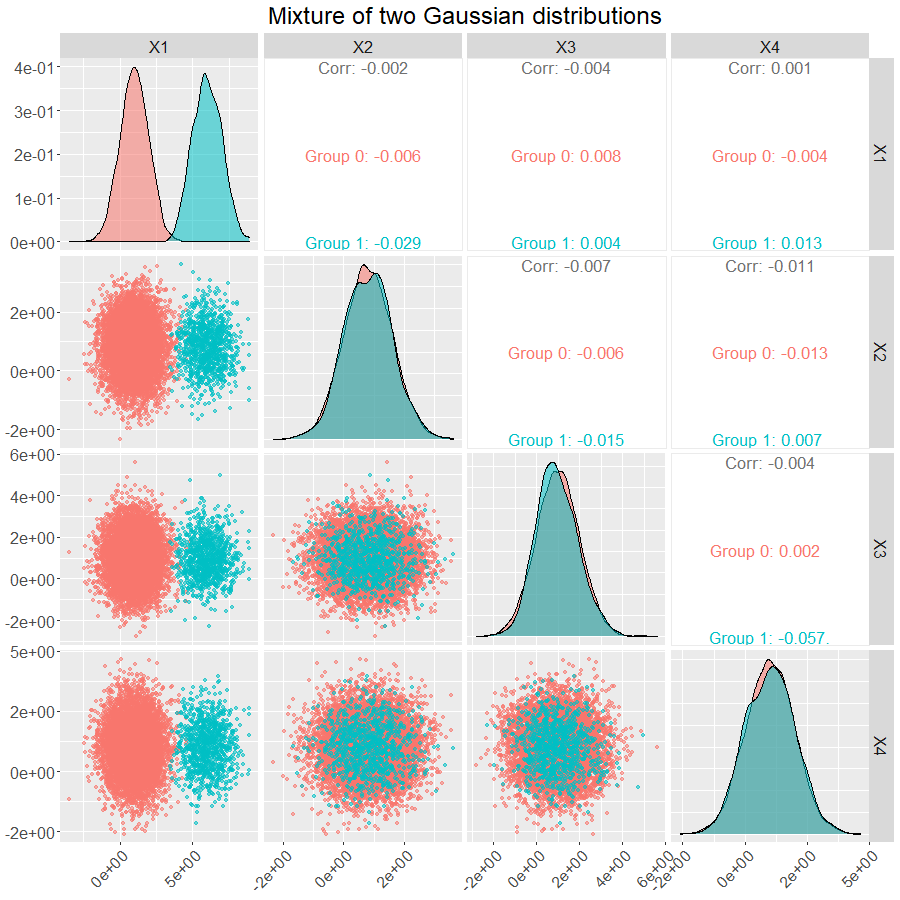 Mixture of two Gaussian distributions
X1 X2 X3 X4
4e-01
3e-01
2e-01
1e-01
0e+00
Corr: -0.002
Group 0: -0.006
Group 1: -0.029
Corr: -0.004
Group 0: 0.008
Group 1: 0.004
Corr: 0.001
Group 0: -0.004
Group 1: 0.013
X1
2e+00
0e+00
-2e+00
Corr: -0.007
Group 0: -0.006
Group 1: -0.015
Corr: -0.011
Group 0: -0.013
Group 1: 0.007
X2
6e+00
4e+00
2e+00
0e+00
-2e+00
Corr: -0.004
Group 0: 0.002
Group 1: -0.057.
X3
5e+00
2e+00
0e+00
-2e+00
X4
0e+00 5e+00
-2e+00 0e+00 2e+00
-2e+00 0e+00 2e+00 4e+00 6e+00
-2e+00 0e+00 2e+00 5e+00